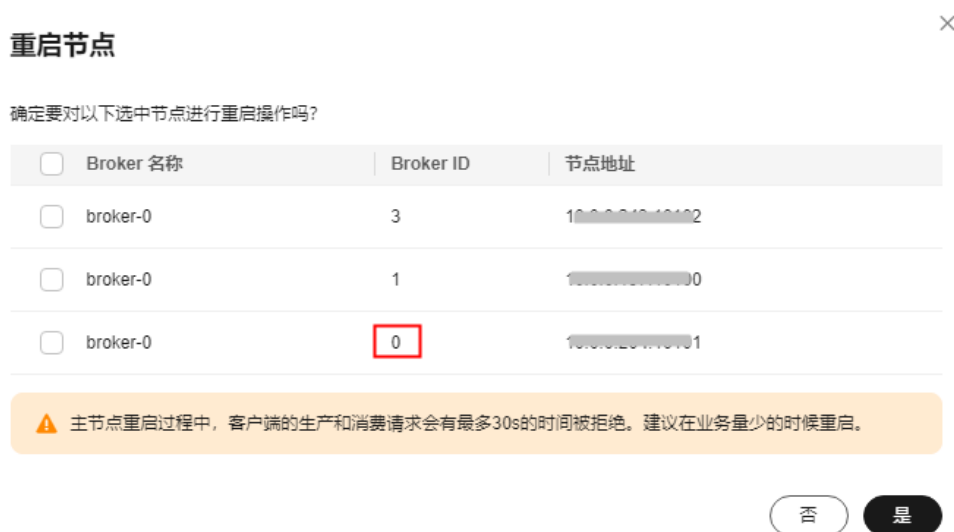 重启节点
确定要对以下选中节点进行重启操作吗?
Broker 名称 Broker ID 节点地址
broker-0 3
broker-0 1
broker-0 0
主节点重启过程中，客户端的生产和消费请求会有最多30s的时间被拒绝。建议在业务量少的时候重启。
否 是